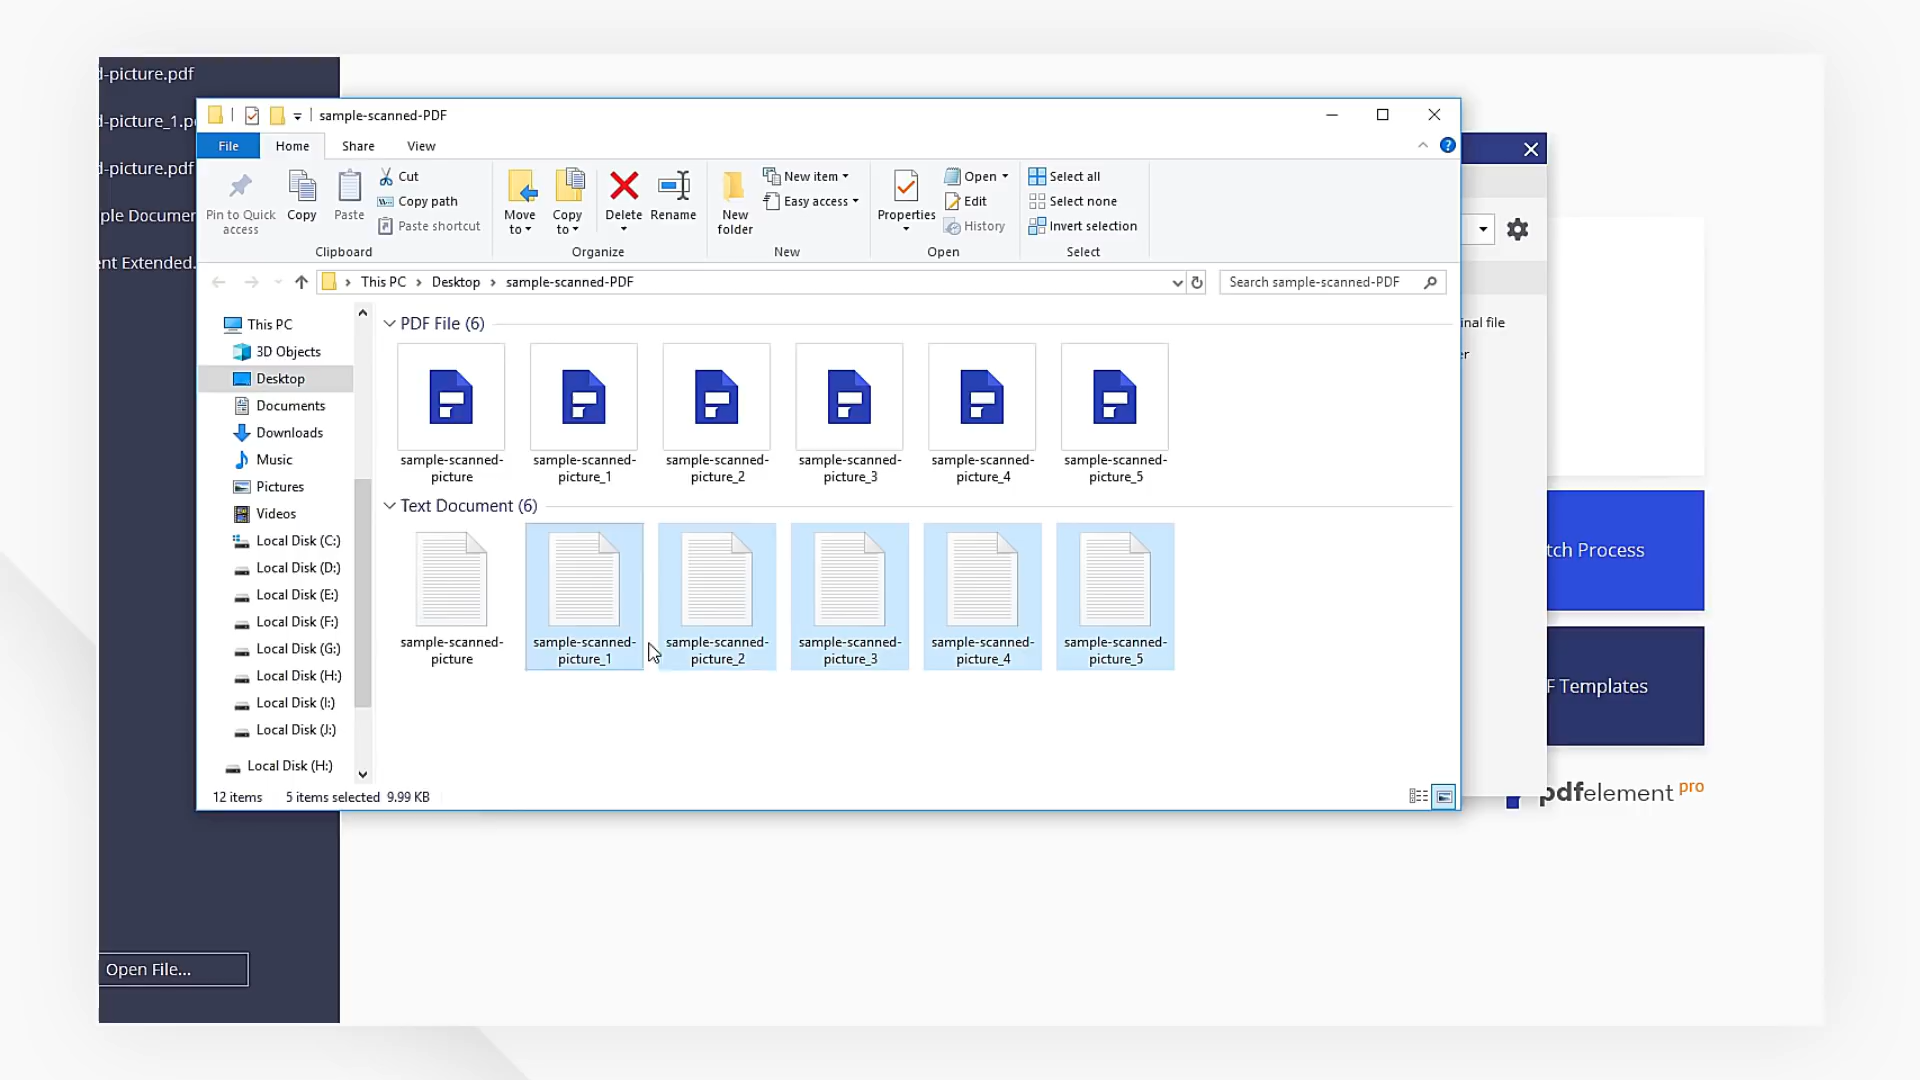 d-picture.pdf
d-picture_1.p
d-picture.pdf
ple Documen
ent Extended.
Open File...
sample-scanned-PDF
File
Home
Share
View
Pin to Quick
access
Copy
Paste
Cut
Copy path
Paste shortcut
Clipboard
Move
to
Copy
to
Delete
Rename
Organize
New
folder
New item
Easy access
New
Properties
Open
Edit
History
Open
Select all
Select none
Invert selection
Select
This PC
Desktop
sample-scanned-PDF
Search sample-scanned-PDF
This PC
3D Objects
Desktop
Documents
Downloads
Music
Pictures
Videos
Local Disk (C:)
Local Disk (D:)
Local Disk (E:)
Local Disk (F:)
Local Disk (G:)
Local Disk (H:)
Local Disk (I:)
Local Disk (J:)
Local Disk (H:)
PDF File (6)
sample-scanned-
picture
sample-scanned-
picture_1
sample-scanned-
picture_2
sample-scanned-
picture_3
sample-scanned-
picture_4
sample-scanned-
picture_5
Text Document (6)
sample-scanned-
picture
sample-scanned-
picture_1
sample-scanned-
picture_2
sample-scanned-
picture_3
sample-scanned-
picture_4
sample-scanned-
picture_5
12 items
5 items selected 9.99 KB
inal file
er
tch Process
F Templates
pdfelement pro